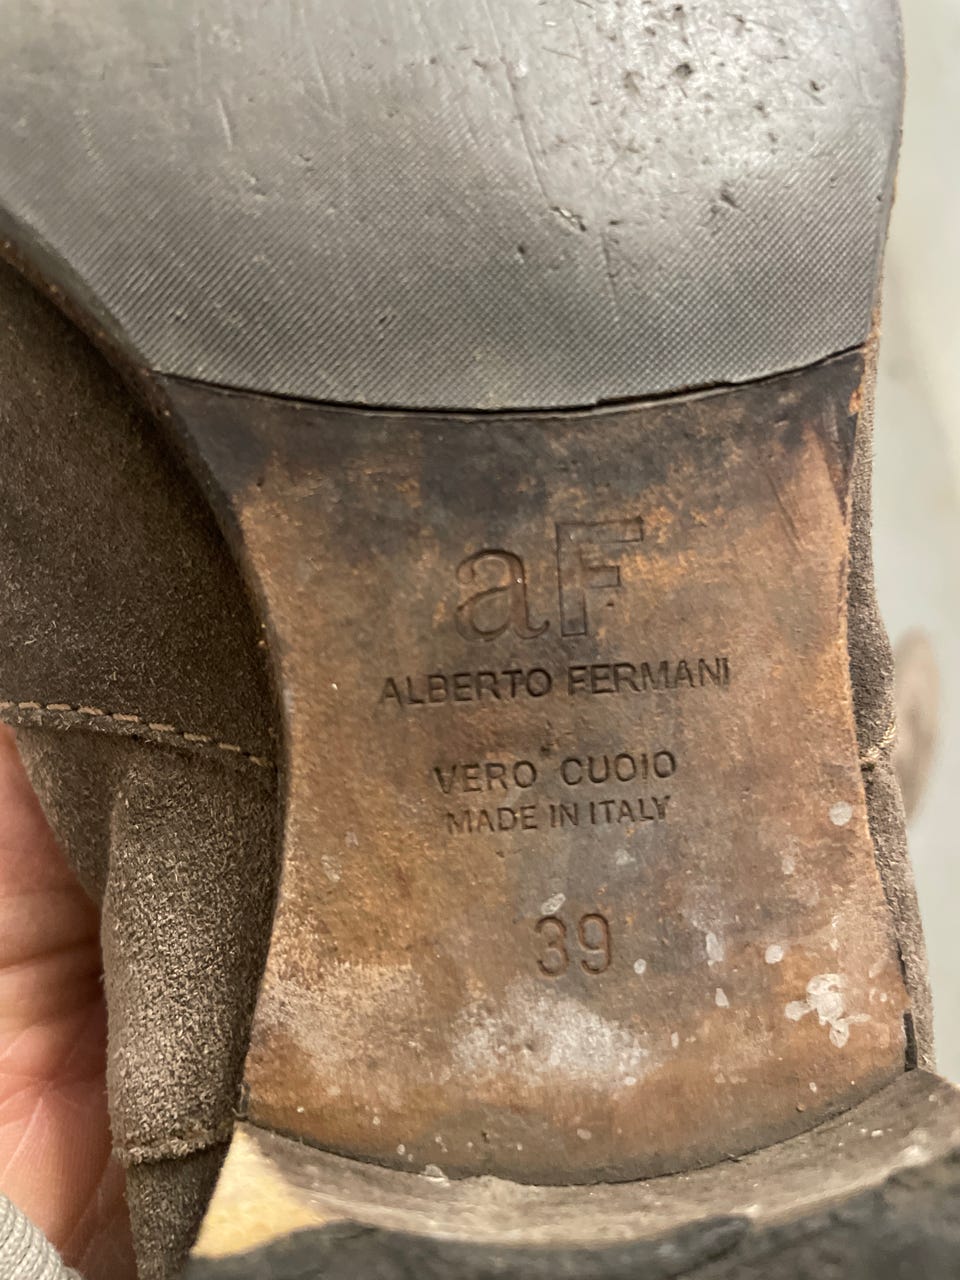 aF
ALBERTO FERMANI
VERO CUOIO
MADE IN ITALY
39